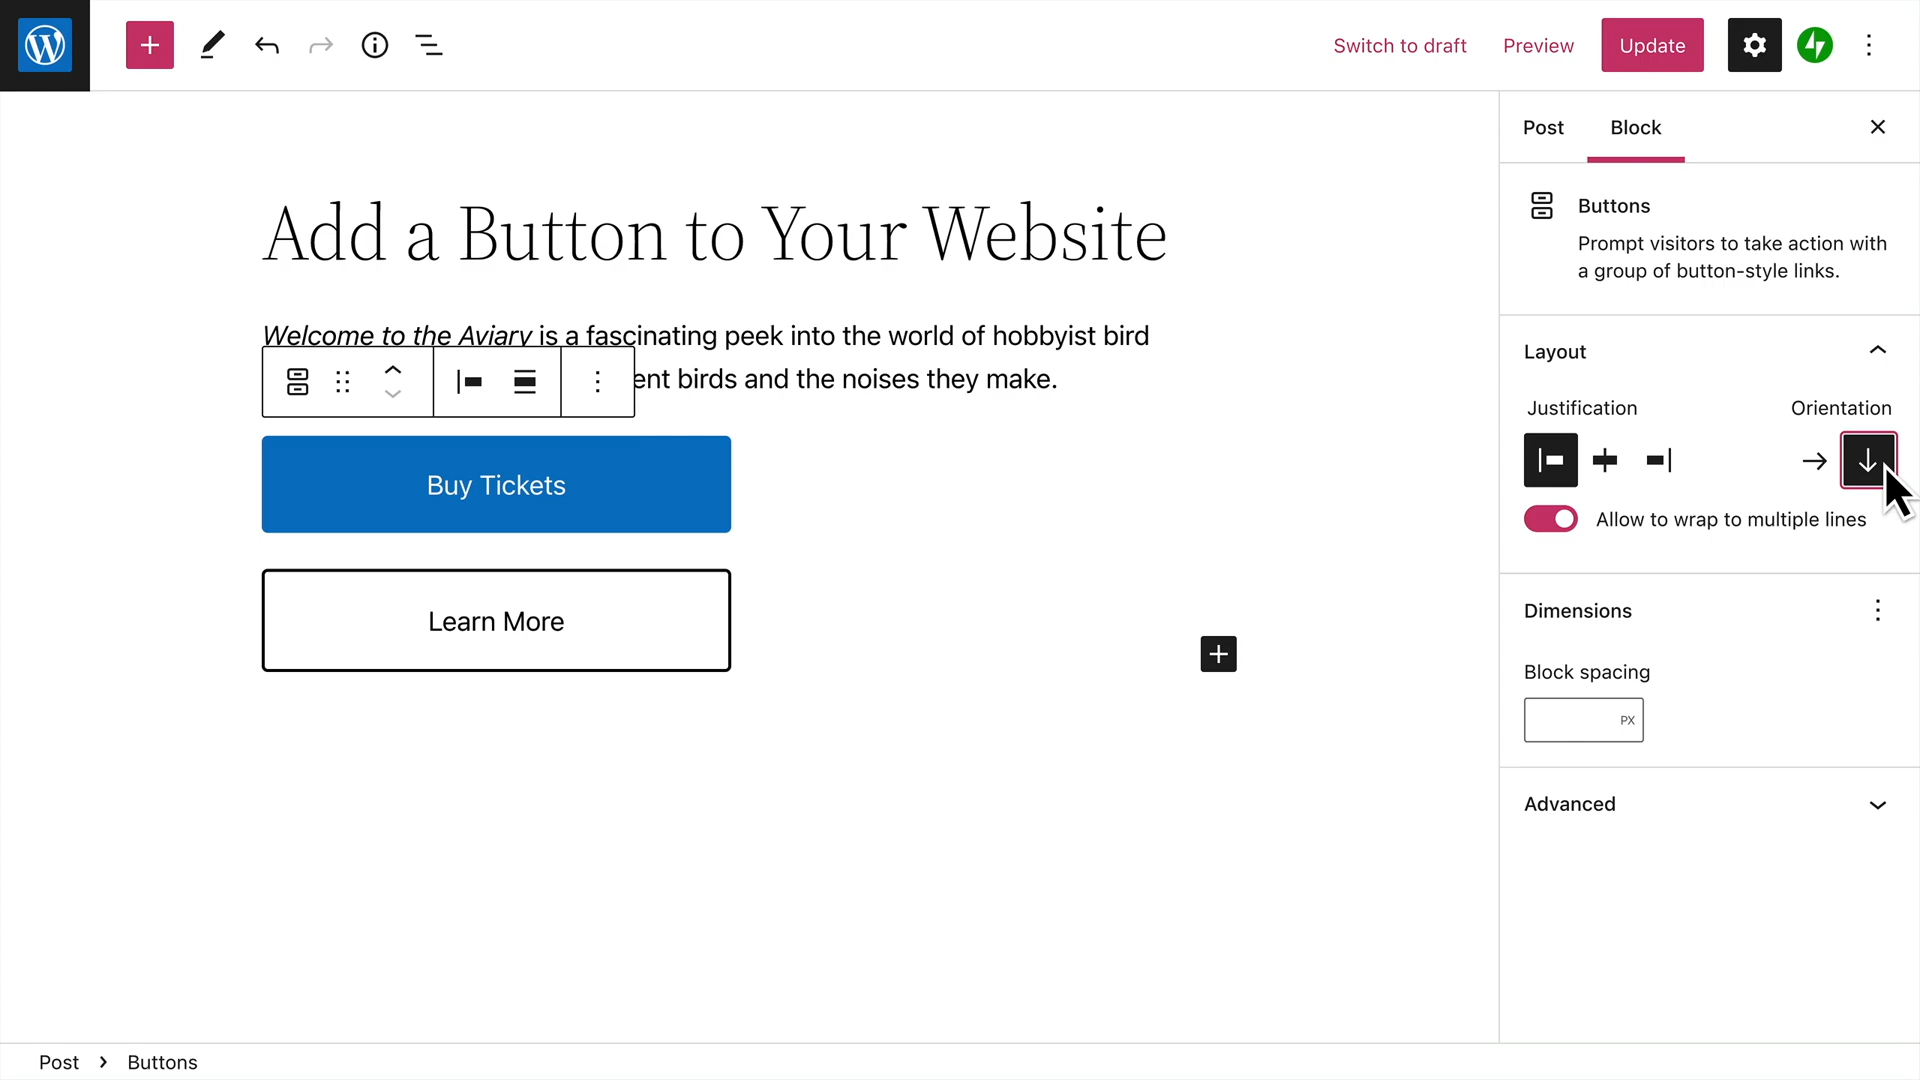 Switch to draft
Preview
Update
Post
Block
Buttons
Prompt visitors to take action with
a group of button-style links.
Layout
Justification
Orientation
Allow to wrap to multiple lines
Dimensions
Block spacing
PX
Advanced
Add a Button to Your Website
Welcome to the Aviary is a fascinating peek into the world of hobbyist bird
ent birds and the noises they make.
Buy Tickets
Learn More
Post > Buttons